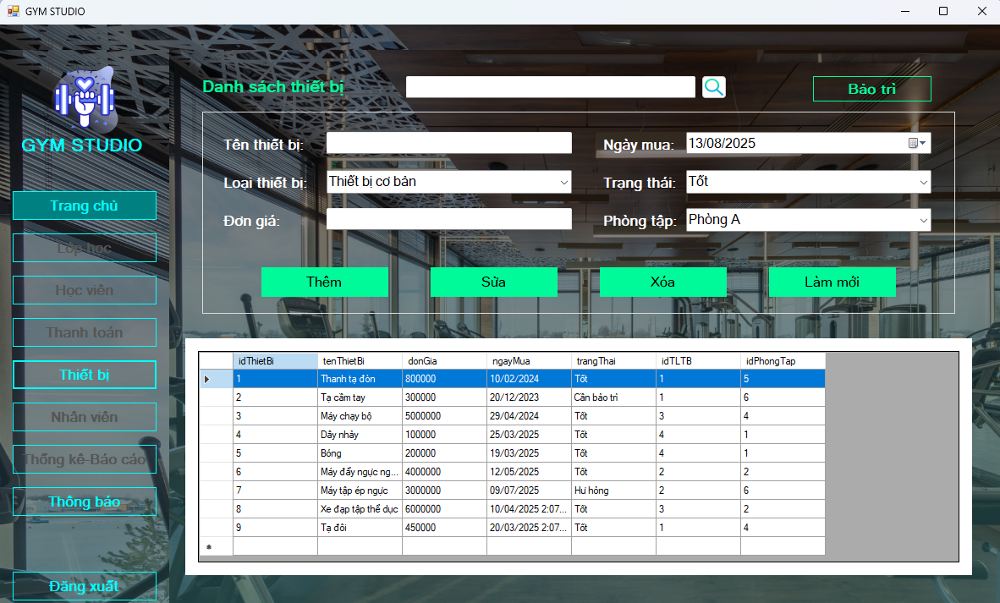 GYM STUDIO
Danh sách thiết bị
Bảo trì
GYM STUDIO
Tên thiết bị:
Ngày mua: 13/08/2025
Loại thiết bị: Thiết bị cơ bản
Trạng thái: Tốt
Đơn giá:
Phòng tập: Phòng A
Thêm Sửa Xóa Làm mới
Trang chủ
Lớp học
Học viên
Thanh toán
Thiết bị
Nhân viên
Thống kê-Báo cáo
Thông báo
Đăng xuất
idThietBi tenThietBi donGia ngayMua trangThai idTLTB idPhongTap
1 Thanh tạ đòn 800000 10/02/2024 Tốt 1 5
2 Tạ cầm tay 300000 20/12/2023 Cần bảo trì 1 6
3 Máy chạy bộ 5000000 29/04/2024 Tốt 3 4
4 Dây nhảy 100000 25/03/2025 Tốt 4 1
5 Bóng 200000 19/03/2025 Tốt 4 1
6 Máy đẩy ngực ng... 4000000 12/05/2025 Tốt 2 2
7 Máy tập ép ngực 3000000 09/07/2025 Hư hỏng 2 6
8 Xe đạp tập thể dục 6000000 10/04/2025 2:07... Tốt 3 2
9 Tạ đôi 450000 20/03/2025 2:07... Tốt 1 4